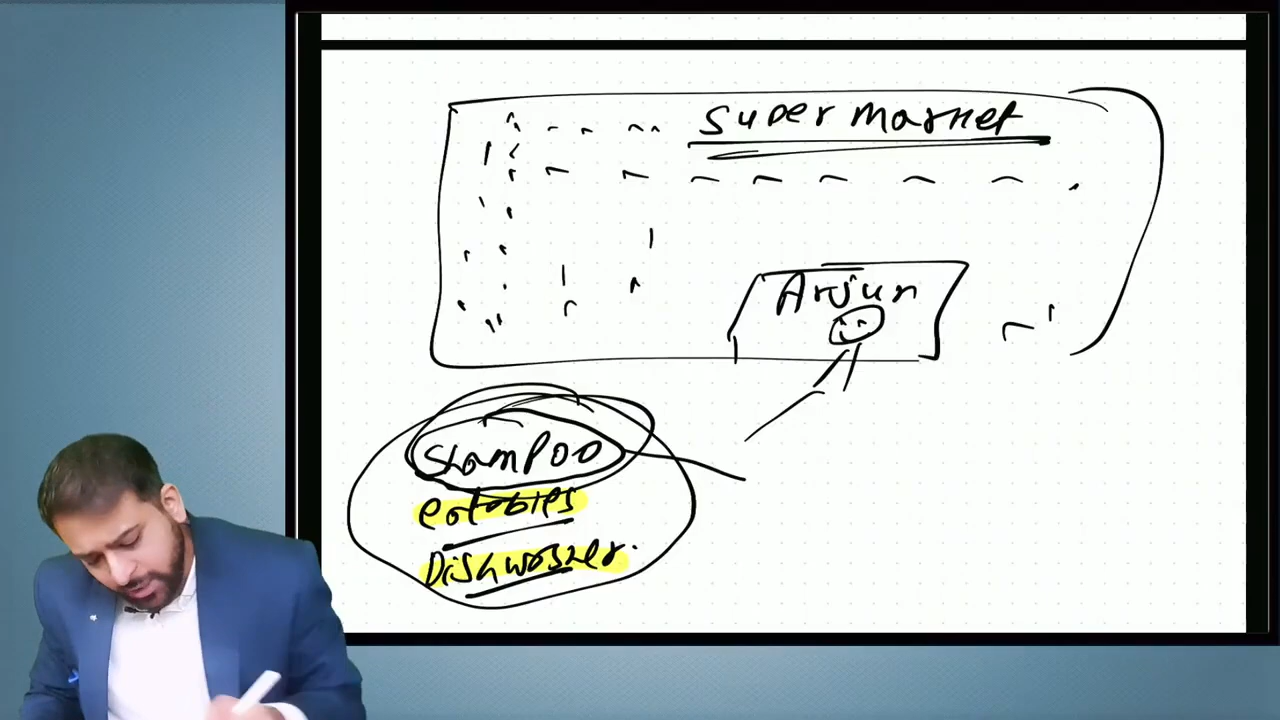 Super market
Arjun
Shampoo
eatables
Dishwasher.